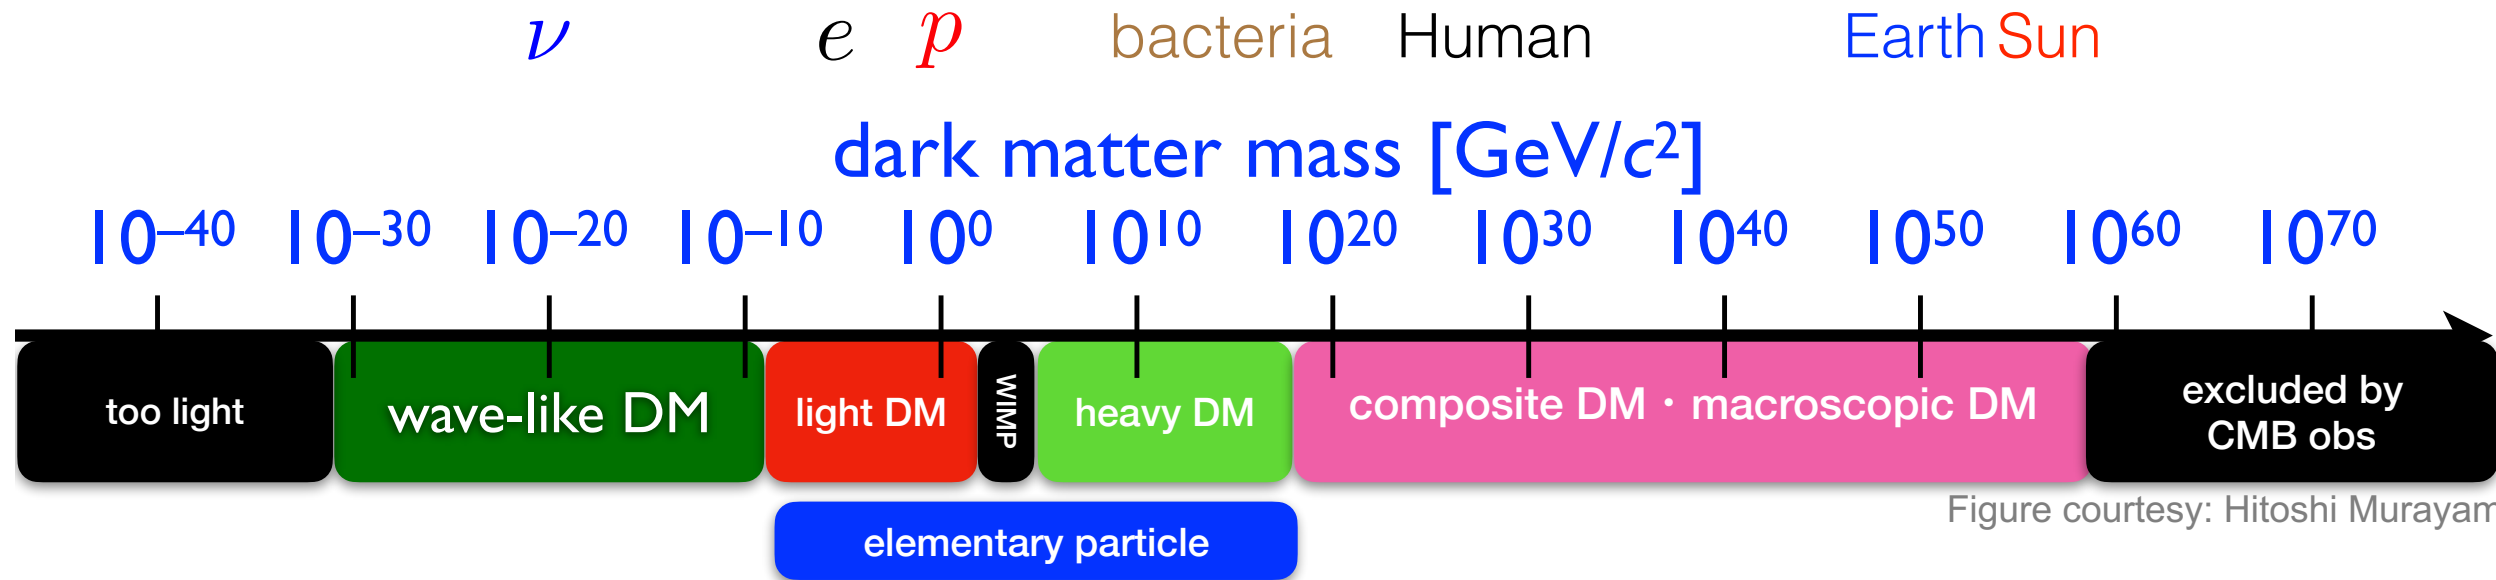 ν e p bacteria Human Earth Sun
dark matter mass [GeV/c²]
10⁻⁴⁰ 10⁻³⁰ 10⁻²⁰ 10⁻¹⁰ 10⁰ 10¹⁰ 10²⁰ 10³⁰ 10⁴⁰ 10⁵⁰ 10⁶⁰ 10⁷⁰
too light
wave-like DM
light DM
WIMP
heavy DM
composite DM・macroscopic DM
excluded by
CMB obs
Figure courtesy: Hitoshi Murayam
elementary particle